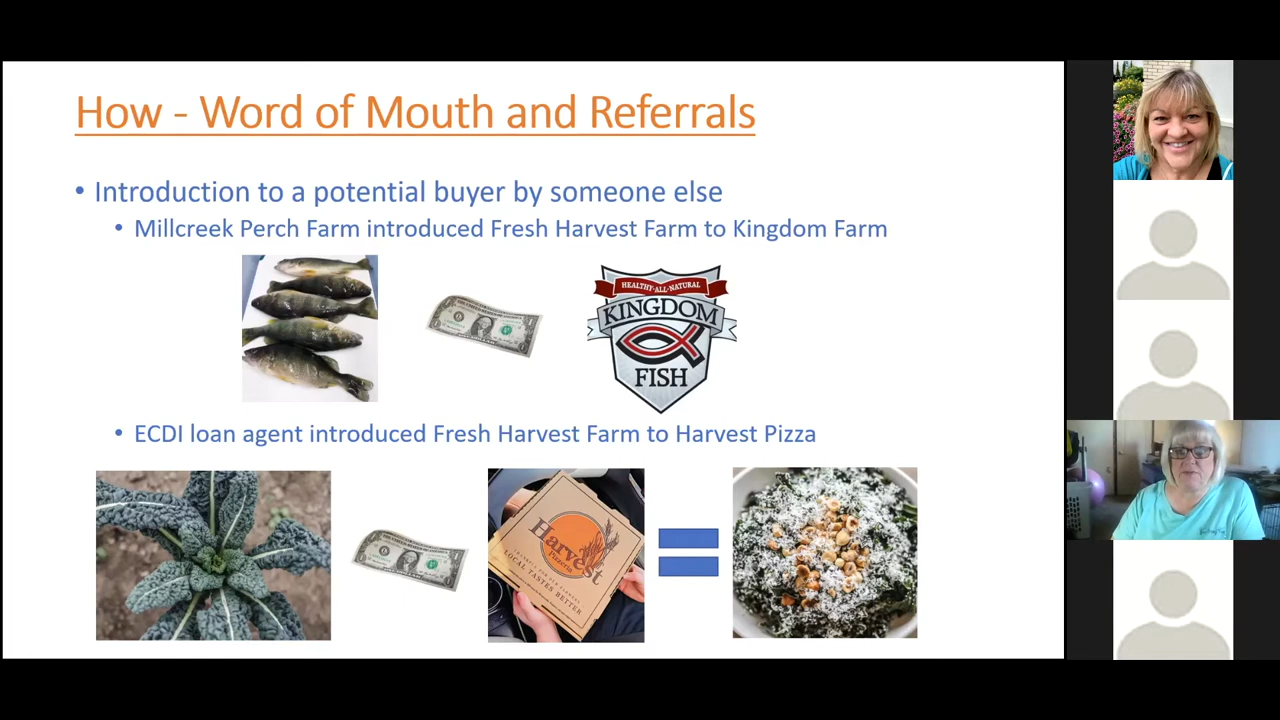 How - Word of Mouth and Referrals
• Introduction to a potential buyer by someone else
• Millcreek Perch Farm introduced Fresh Harvest Farm to Kingdom Farm
HEALTHY-ALL-NATURAL
KINGDOM
FISH
• ECDI loan agent introduced Fresh Harvest Farm to Harvest Pizza
Harvest
Pizzeria
LOCAL TASTES BETTER